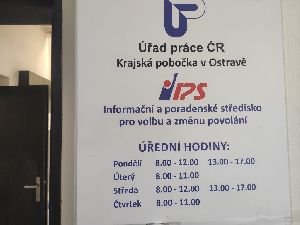 Úřad práce ČR
Krajská pobočka v Ostravě
IPS
Informační a poradenské středisko
pro volbu a změnu povolání
ÚŘEDNÍ HODINY:
Pondělí 8.00 - 12.00 13.00 - 17.00
Úterý 8.00 - 11.00
Středa 8.00 - 12.00 13.00 - 17.00
Čtvrtek 8.00 - 11.00